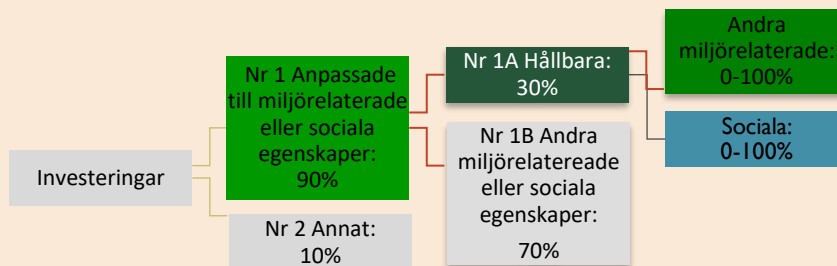 Investeringar
Nr 1 Anpassade
till miljörelaterade
eller sociala
egenskaper:
90%
Nr 2 Annat:
10%
Nr 1A Hållbara:
30%
Nr 1B Andra
miljörelatereade
eller sociala
egenskaper:
70%
Andra
miljörelaterade:
0-100%
Sociala:
0-100%